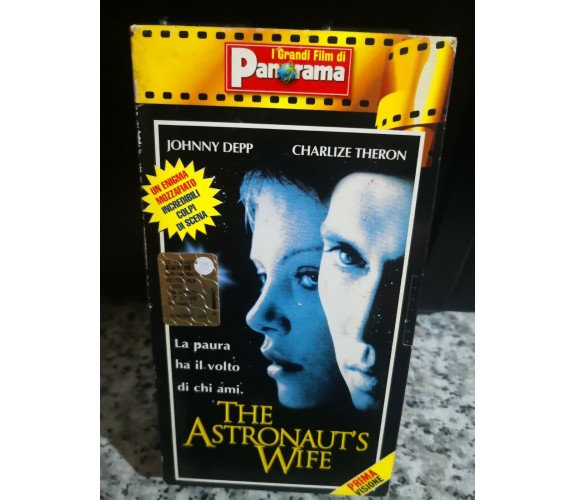 I Grandi Film di
Panorama
JOHNNY DEPP
CHARLIZE THERON
UN ENIGMA
MOZZAFIATO
INCREDIBILI
COLPI
DI SCENA
La paura
ha il volto
di chi ami.
THE
ASTRONAUT'S
WIFE
PRIMA
VISIONE